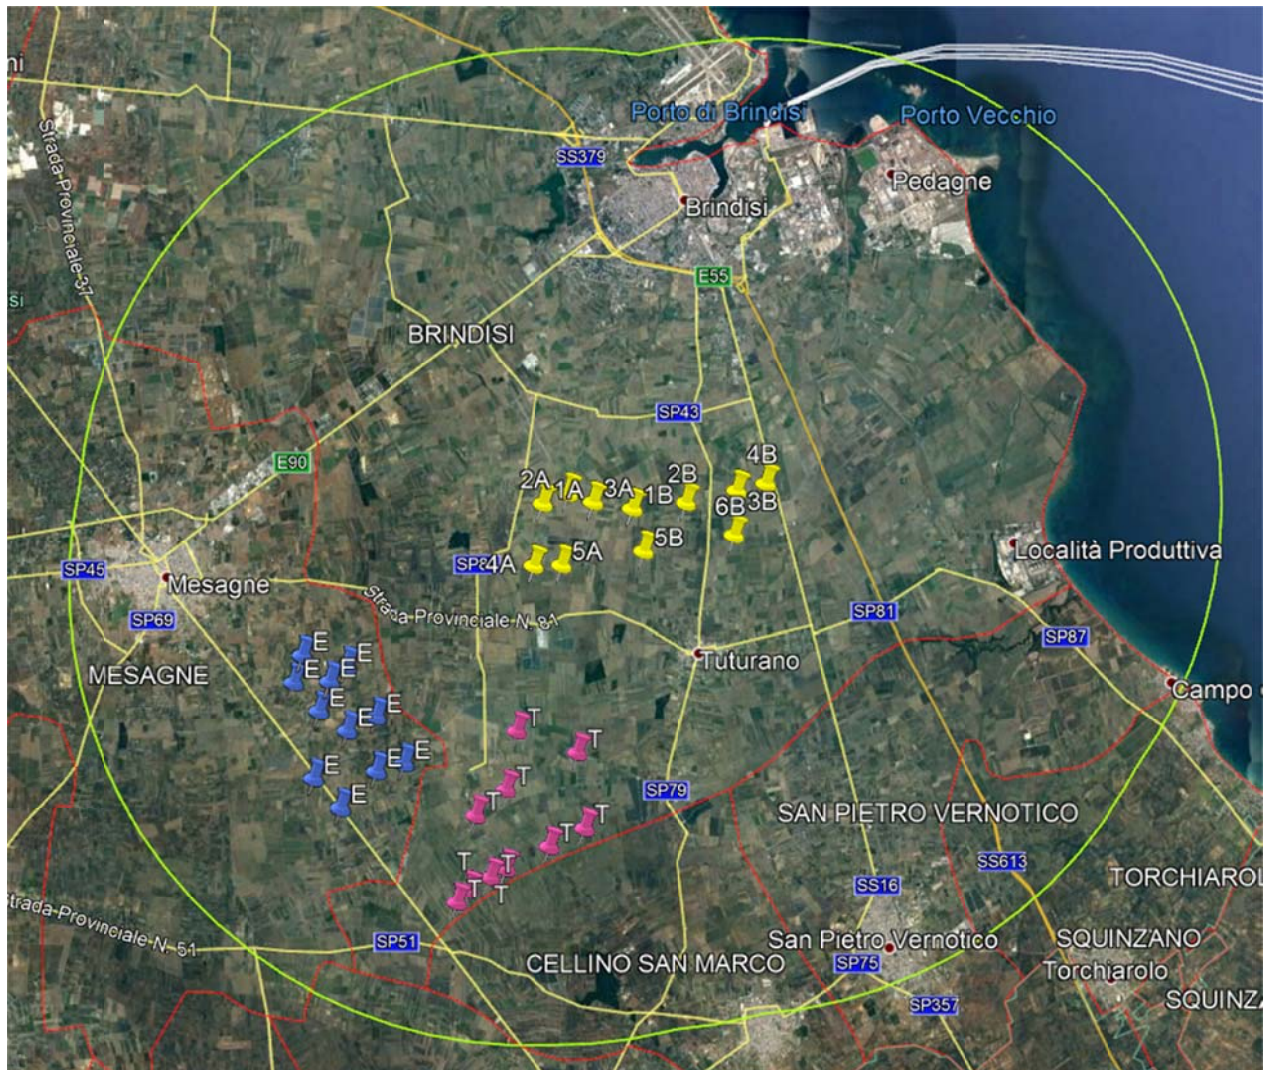 ni
Strada Provinciale 37
Porto di Brindisi
Porto Vecchio
SS379
Pedagne
Brindisi
E55
si
BRINDISI
SP43
E90
4B
2A
1A
3A
1B
2B
6B
3B
5B
SP45
4A
5A
Località Produttiva
Mesagne
Strada Provinciale N. 81
SP69
SP81
SP87
E
E
E
E
MESAGNE
Tuturano
Campo
E
E
E
T
T
E
E
E
E
T
T
SP79
T
T
SAN PIETRO VERNOTICO
T
T
T
T
SS613
SS16
TORCHIAROL
Strada Provinciale N. 51
SP51
San Pietro Vernotico
SQUINZANO
CELLINO SAN MARCO
SP75
Torchiarolo
SP357
SQUINZ